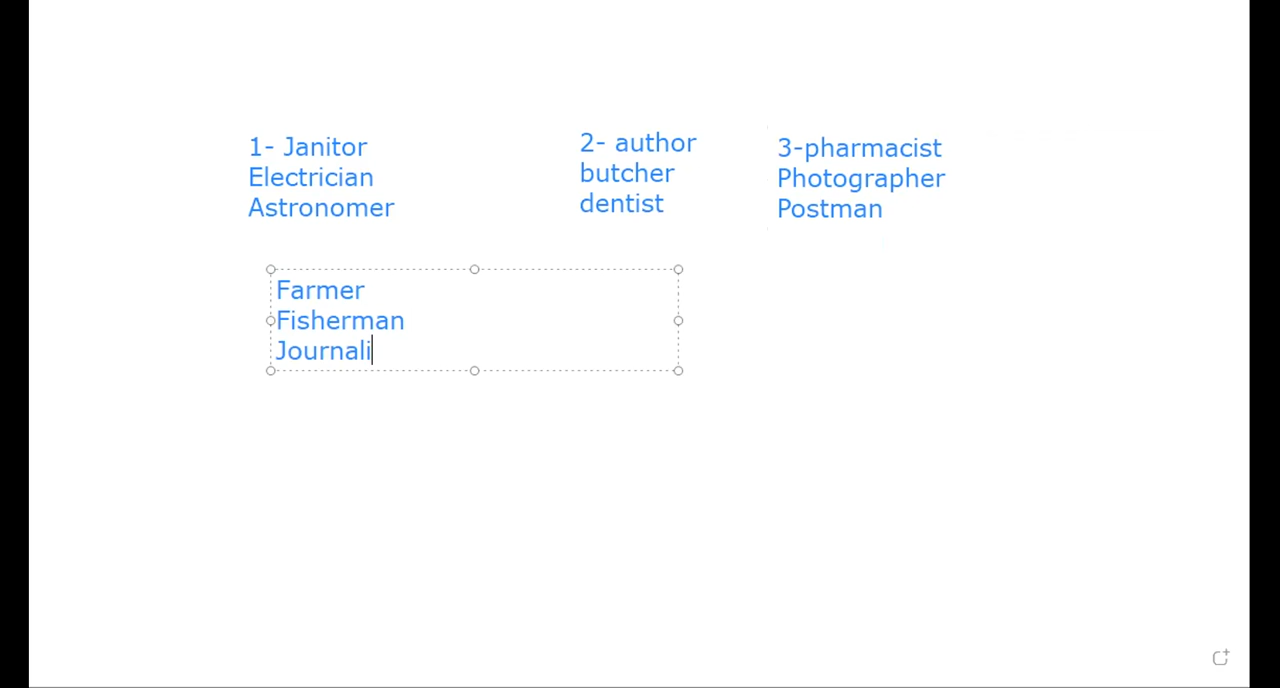 1- Janitor
Electrician
Astronomer
2- author
butcher
dentist
3-pharmacist
Photographer
Postman
Farmer
Fisherman
Journali